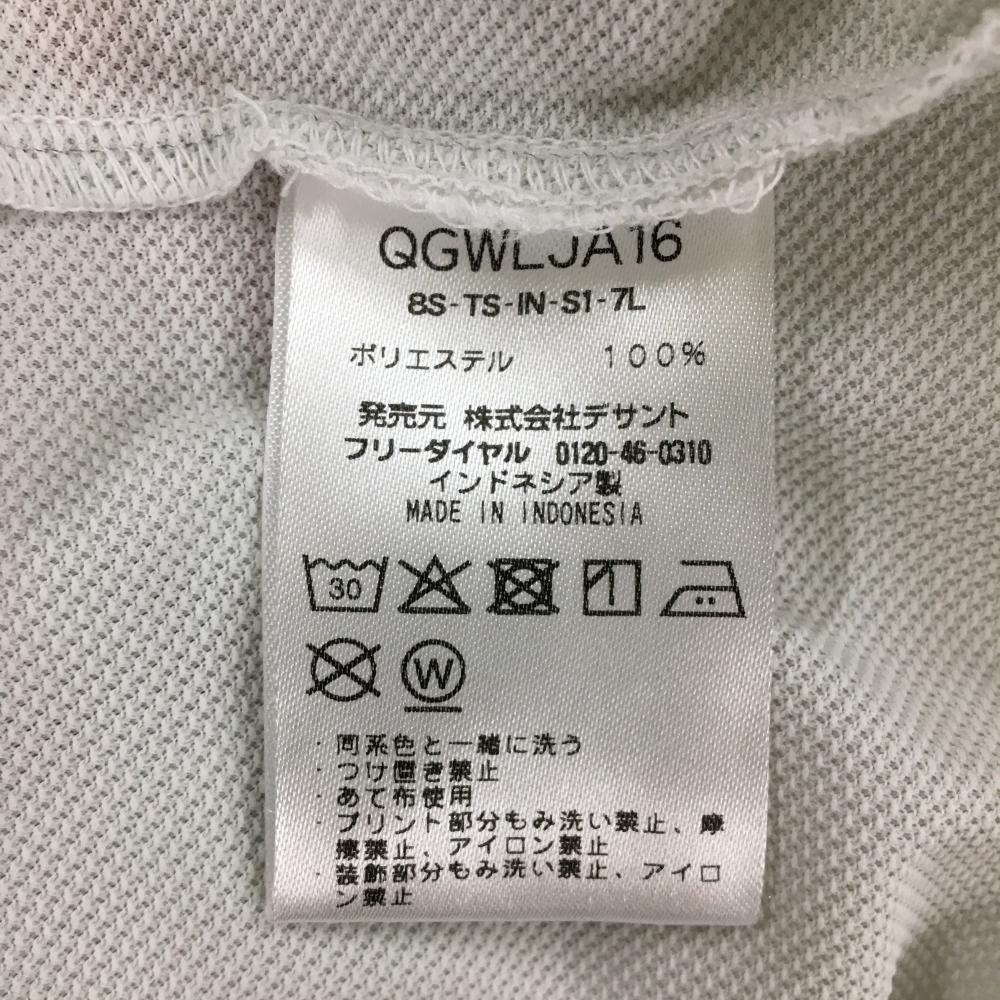 QGWLJA16
8S-TS-IN-S1-7L
ポリエステル 100%
発売元 株式会社デサント
フリーダイヤル 0120-46-0310
インドネシア製
MADE IN INDONESIA
30
W
・同系色と一緒に洗う
・つけ置き禁止
・あて布使用
・プリント部分もみ洗い禁止、摩
擦禁止、アイロン禁止
・装飾部分もみ洗い禁止、アイロ
ン禁止